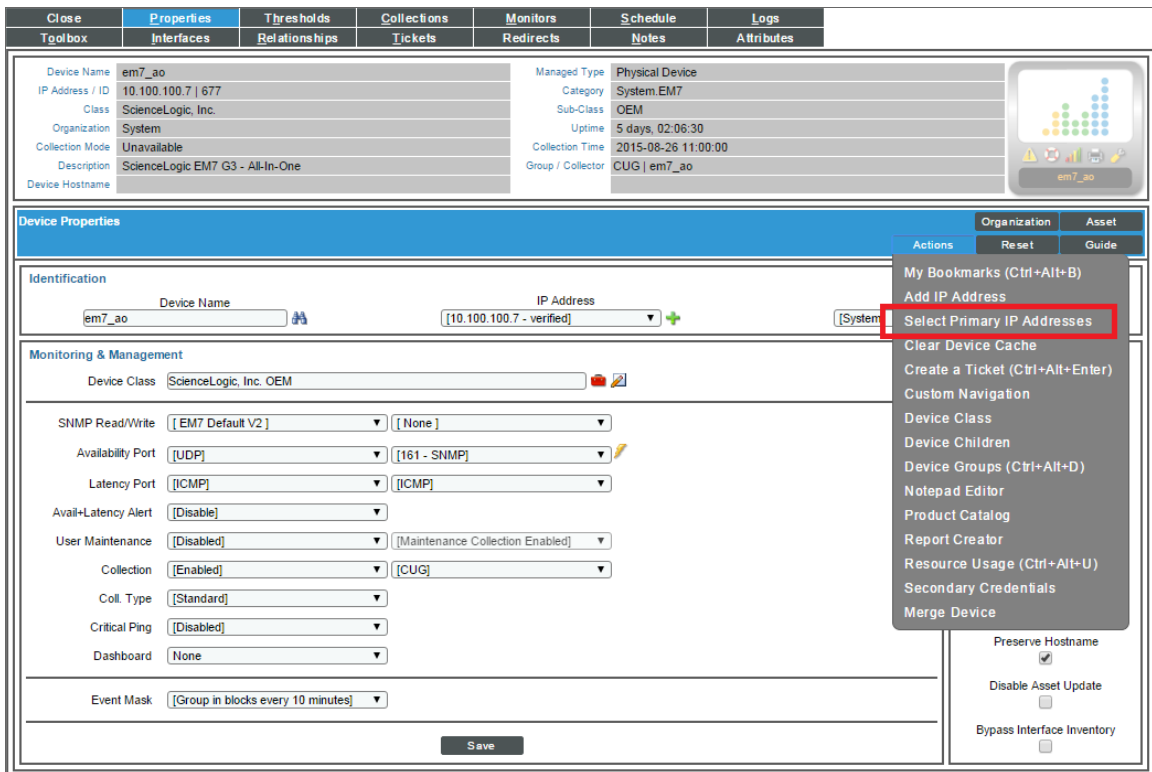 Close Properties Thresholds Collections Monitors Schedule Logs
Toolbox Interfaces Relationships Tickets Redirects Notes Attributes
Device Name em7_ao Managed Type Physical Device
IP Address / ID 10.100.100.7 | 677 Category System.EM7
Class ScienceLogic, Inc. Sub-Class OEM
Organization System Uptime 5 days, 02:06:30
Collection Mode Unavailable Collection Time 2015-08-26 11:00:00
Description ScienceLogic EM7 G3 - All-In-One Group / Collector CUG | em7_ao
Device Hostname
em7_ao
Device Properties Organization Asset
Actions Reset Guide
Identification
Device Name IP Address
em7_ao [10.100.100.7 - verified] [System
Monitoring & Management
Device Class ScienceLogic, Inc. OEM
SNMP Read/Write [ EM7 Default V2 ] [ None ]
Availability Port [UDP] [161 - SNMP]
Latency Port [ICMP] [ICMP]
Avail+Latency Alert [Disable]
User Maintenance [Disabled] [Maintenance Collection Enabled]
Collection [Enabled] [CUG]
Coll. Type [Standard]
Critical Ping [Disabled]
Dashboard None
Event Mask [Group in blocks every 10 minutes]
Save
My Bookmarks (Ctrl+Alt+B)
Add IP Address
Select Primary IP Addresses
Clear Device Cache
Create a Ticket (Ctrl+Alt+Enter)
Custom Navigation
Device Class
Device Children
Device Groups (Ctrl+Alt+D)
Notepad Editor
Product Catalog
Report Creator
Resource Usage (Ctrl+Alt+U)
Secondary Credentials
Merge Device
Preserve Hostname
Disable Asset Update
Bypass Interface Inventory